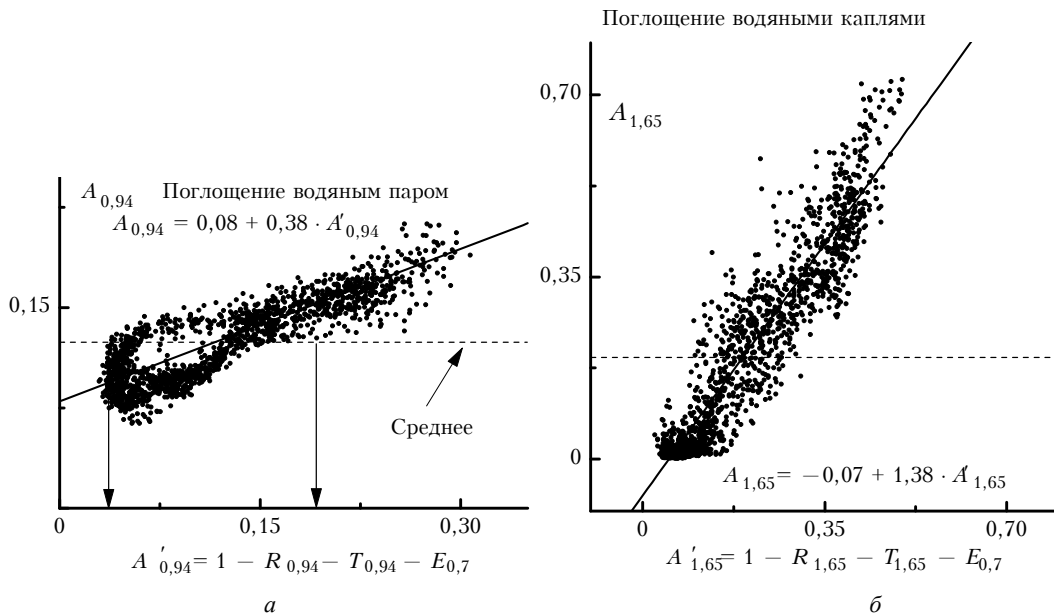 Поглощение водяными каплями
A0,94 Поглощение водяным паром
A0,94 = 0,08 + 0,38 · A′0,94
0,15
Среднее
0 0,15 0,30
A′0,94 = 1 − R0,94 − T0,94 − E0,7
а
0,70
A1,65
0,35
0
A1,65 = −0,07 + 1,38 · A′1,65
0 0,35 0,70
A′1,65 = 1 − R1,65 − T1,65 − E0,7
б